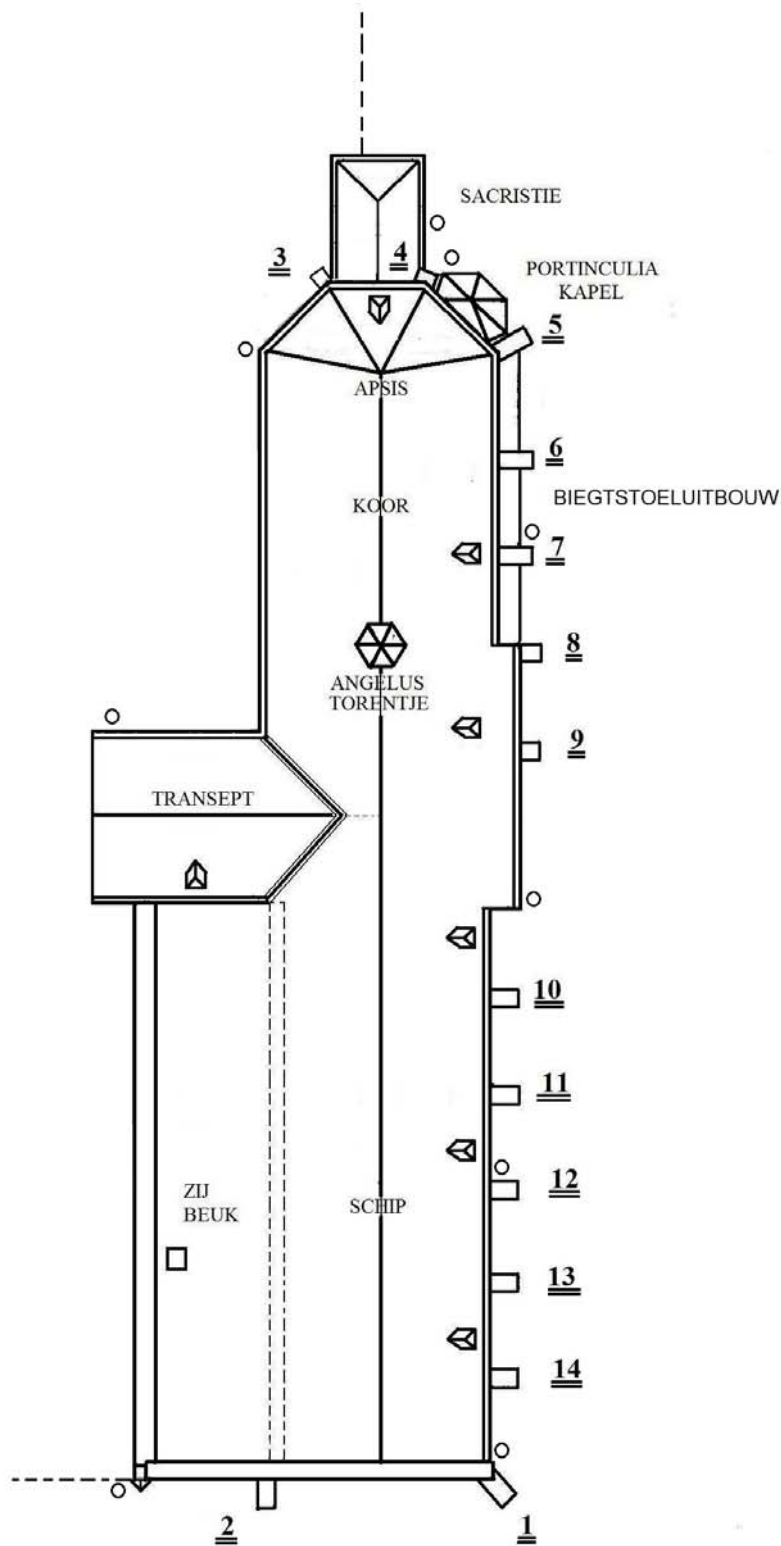 SACRISTIE
3
4
PORTINCULIA
KAPEL
5
APSIS
6
KOOR
BIEGTSTOELUITBOUW
7
8
ANGELUS
TORENTJE
9
TRANSEPT
10
11
12
ZIJ
BEUK
SCHIP
13
14
2
1